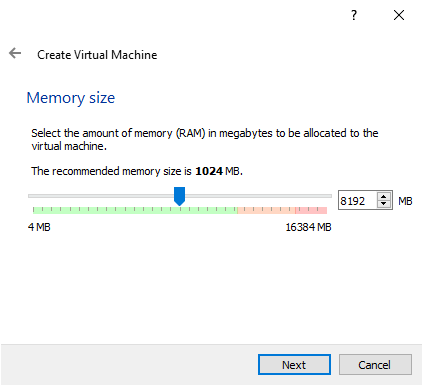 ?
Create Virtual Machine
Memory size
Select the amount of memory (RAM) in megabytes to be allocated to the
virtual machine.
The recommended memory size is 1024 MB.
8192 MB
4 MB 16384 MB
Next Cancel